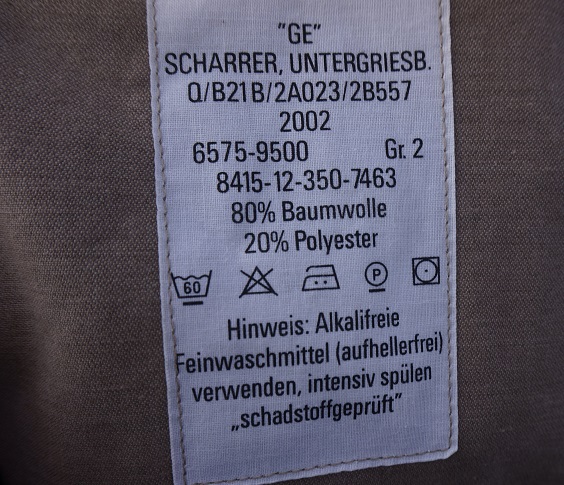 "GE"
SCHARRER, UNTERGRIESB.
Q/B21B/2A023/2B557
2002
6575-9500 Gr. 2
8415-12-350-7463
80% Baumwolle
20% Polyester
60 P
Hinweis: Alkalifreie
Feinwaschmittel (aufhellerfrei)
verwenden, intensiv spülen
„schadstoffgeprüft"